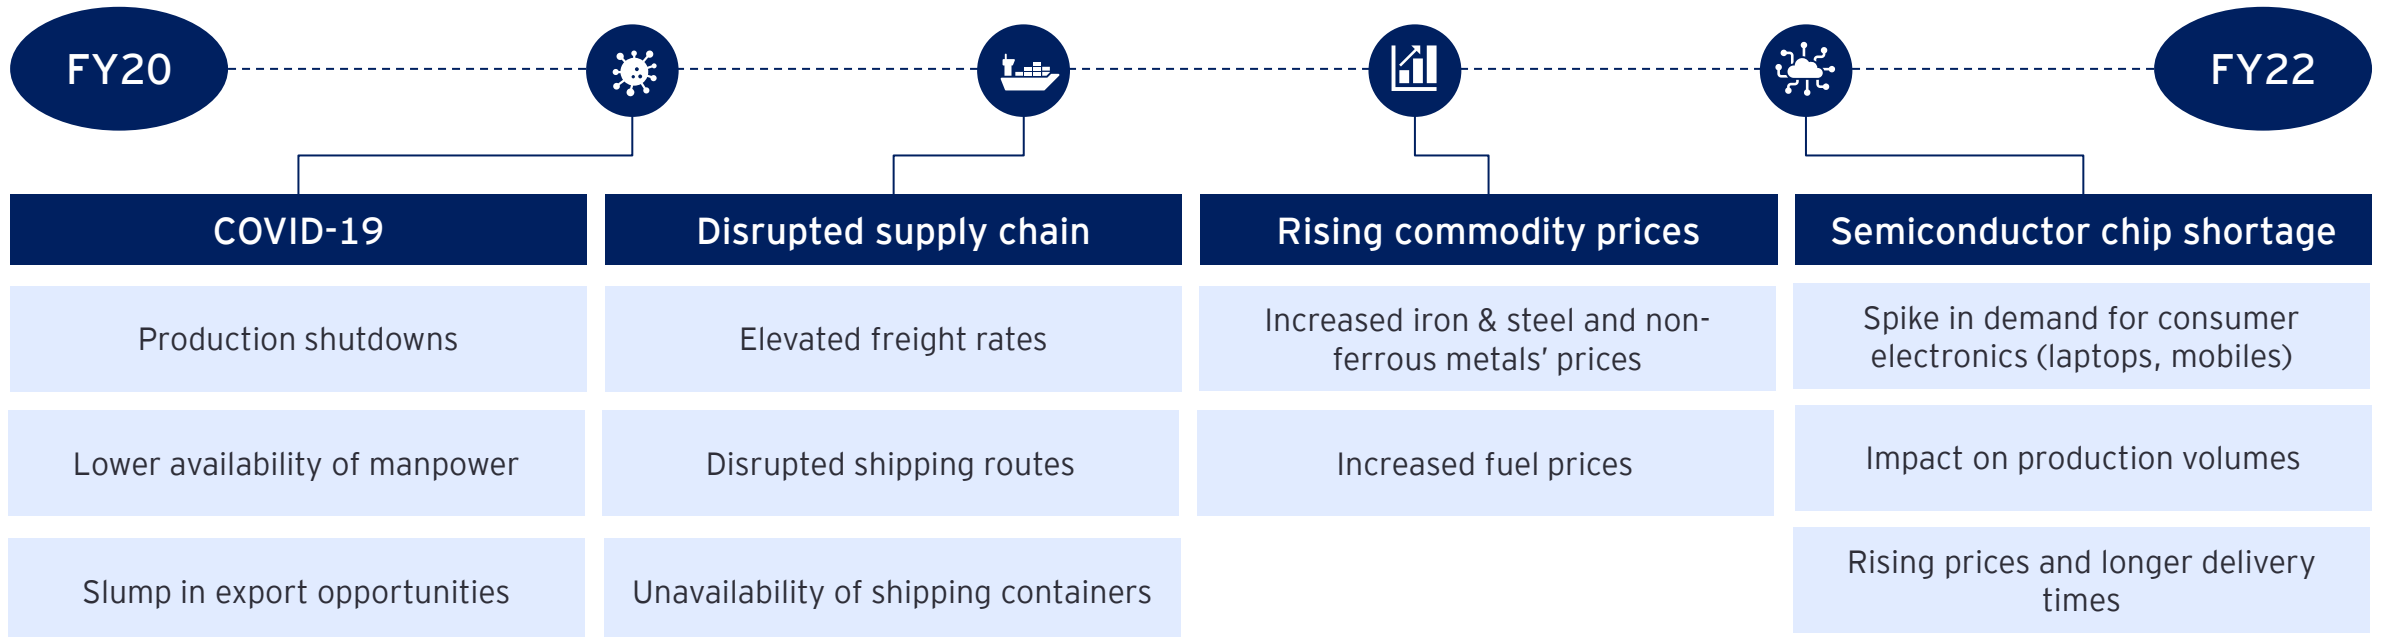 FY20
FY22
COVID-19
Production shutdowns
Lower availability of manpower
Slump in export opportunities
Disrupted supply chain
Elevated freight rates
Disrupted shipping routes
Unavailability of shipping containers
Rising commodity prices
Increased iron & steel and non-
ferrous metals’ prices
Increased fuel prices
Semiconductor chip shortage
Spike in demand for consumer
electronics (laptops, mobiles)
Impact on production volumes
Rising prices and longer delivery
times